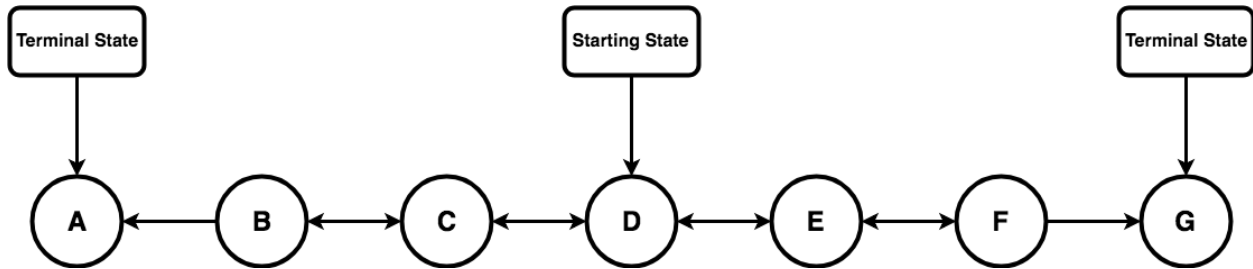 Terminal State
Starting State
Terminal State
A
B
C
D
E
F
G